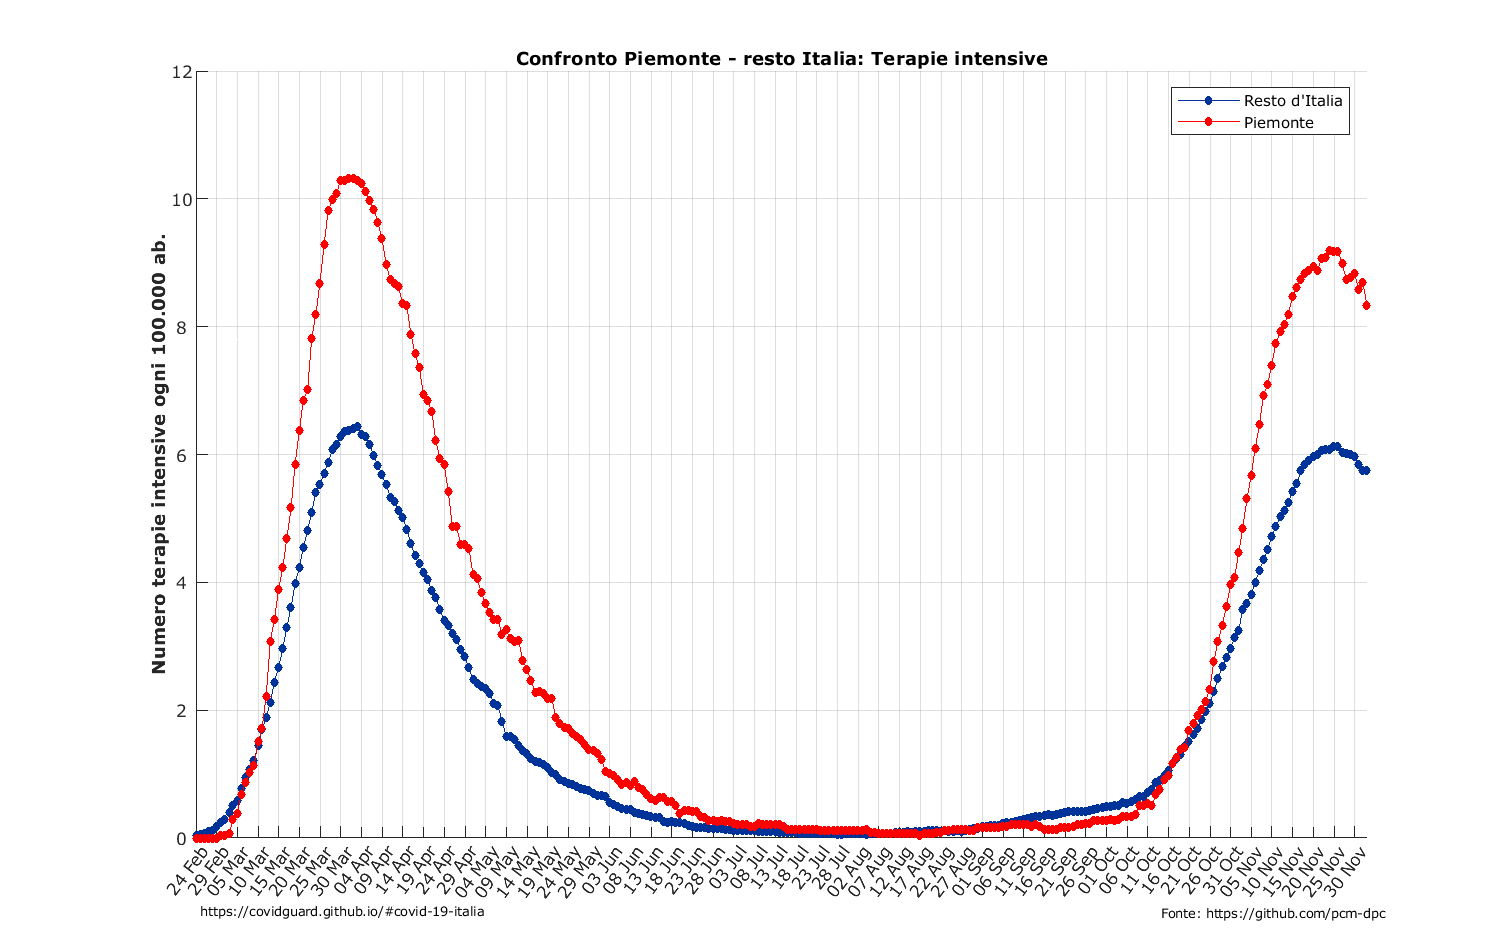 Confronto Piemonte - resto Italia: Terapie intensive
Resto d'Italia
Piemonte
Numero terapie intensive ogni 100.000 ab.
12
10
8
6
4
2
0
24 Feb
29 Feb
05 Mar
10 Mar
15 Mar
20 Mar
25 Mar
30 Mar
04 Apr
09 Apr
14 Apr
19 Apr
24 Apr
29 Apr
04 May
09 May
14 May
19 May
24 May
29 May
03 Jun
08 Jun
13 Jun
18 Jun
23 Jun
28 Jun
03 Jul
08 Jul
13 Jul
18 Jul
23 Jul
28 Jul
02 Aug
07 Aug
12 Aug
17 Aug
22 Aug
27 Aug
01 Sep
06 Sep
11 Sep
16 Sep
21 Sep
26 Sep
01 Oct
06 Oct
11 Oct
16 Oct
21 Oct
26 Oct
31 Oct
05 Nov
10 Nov
15 Nov
20 Nov
25 Nov
30 Nov
https://covidguard.github.io/#covid-19-italia
Fonte: https://github.com/pcm-dpc